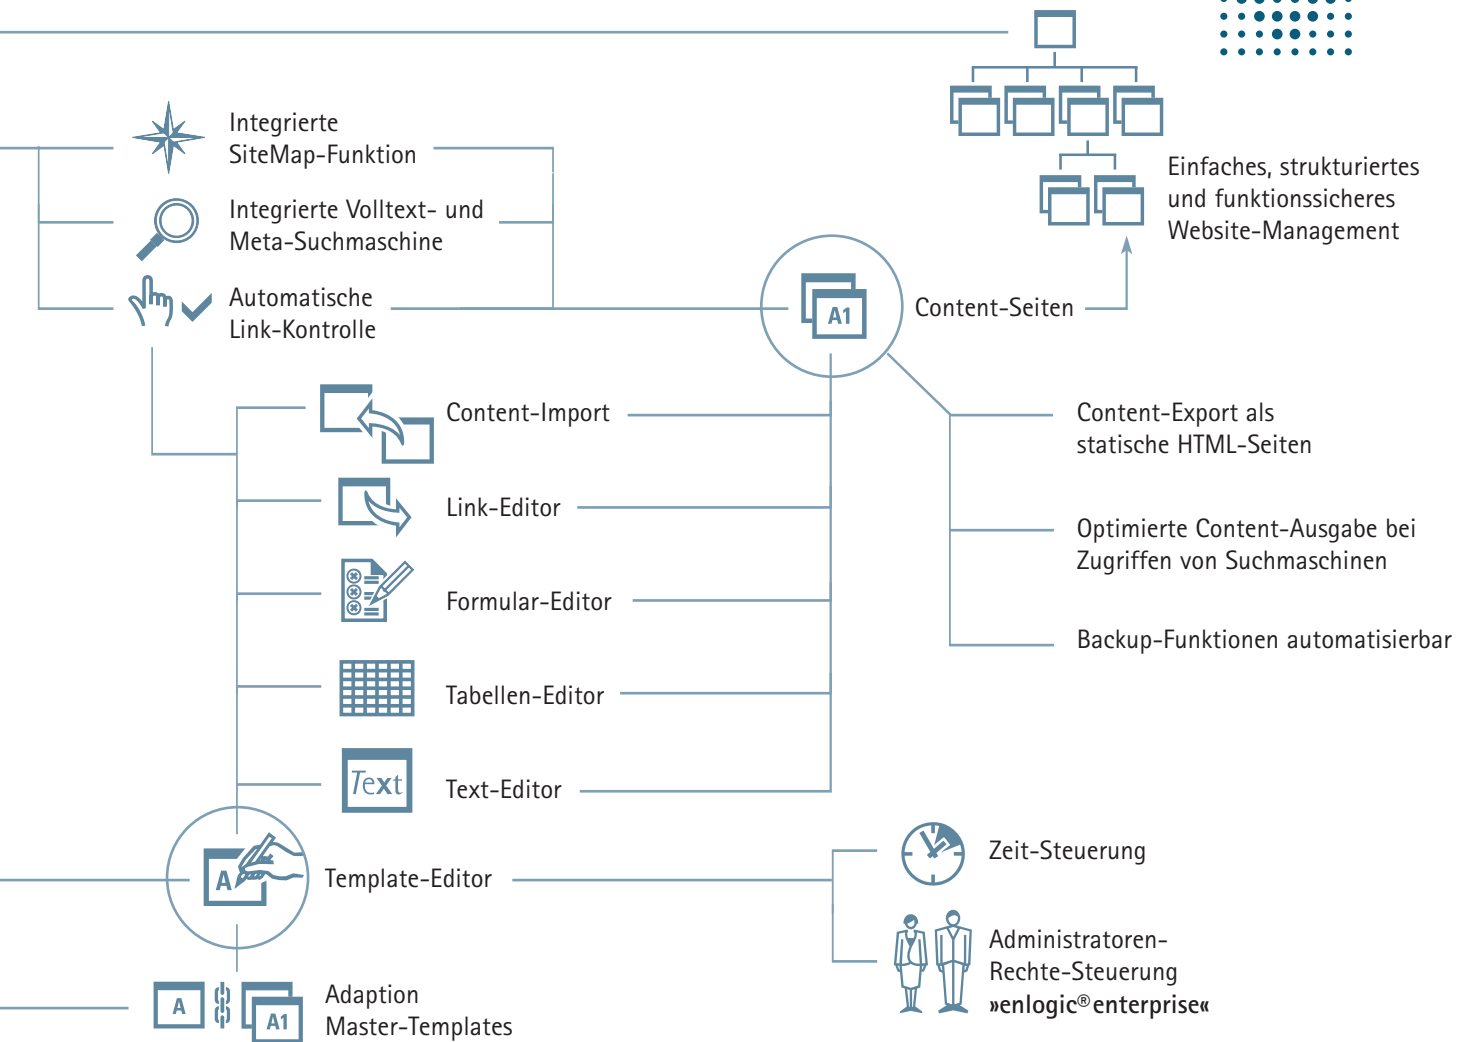 Integrierte
SiteMap-Funktion
Integrierte Volltext- und
Meta-Suchmaschine
Automatische
Link-Kontrolle
Einfaches, strukturiertes
und funktionssicheres
Website-Management
A1
Content-Seiten
Content-Import
Link-Editor
Formular-Editor
Tabellen-Editor
Text
Text-Editor
Content-Export als
statische HTML-Seiten
Optimierte Content-Ausgabe bei
Zugriffen von Suchmaschinen
Backup-Funktionen automatisierbar
A
Template-Editor
Zeit-Steuerung
Administratoren-
Rechte-Steuerung
»enlogic® enterprise«
A
A1
Adaption
Master-Templates